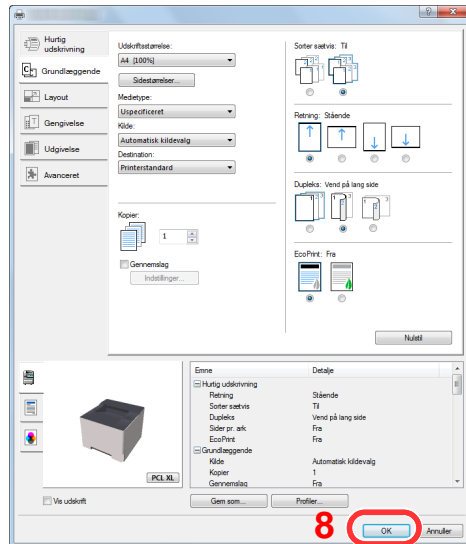 Hurtig
udskrivning
Grundlæggende
Layout
Gengivelse
Udgivelse
Avanceret
Udskriftsstørrelse:
A4 [100%]
Sidestørrelser...
Medietype:
Uspecificeret
Kilde:
Automatisk kildevalg
Destination:
Printerstandard
Kopier:
1
Gennemslag
Indstillinger...
Sorter sætvis: Til
Retning: Stående
Dupleks: Vend på lang side
EcoPrint: Fra
Nulstil
PCL XL
Vis udskrift
Emne Detalje
Hurtig udskrivning
Retning Stående
Sorter sætvis Til
Dupleks Vend på lang side
Sider pr. ark Fra
EcoPrint Fra
Grundlæggende
Kilde Automatisk kildevalg
Kopier 1
Gennemslag Fra
Gem som... Profiler...
8 OK Annuller